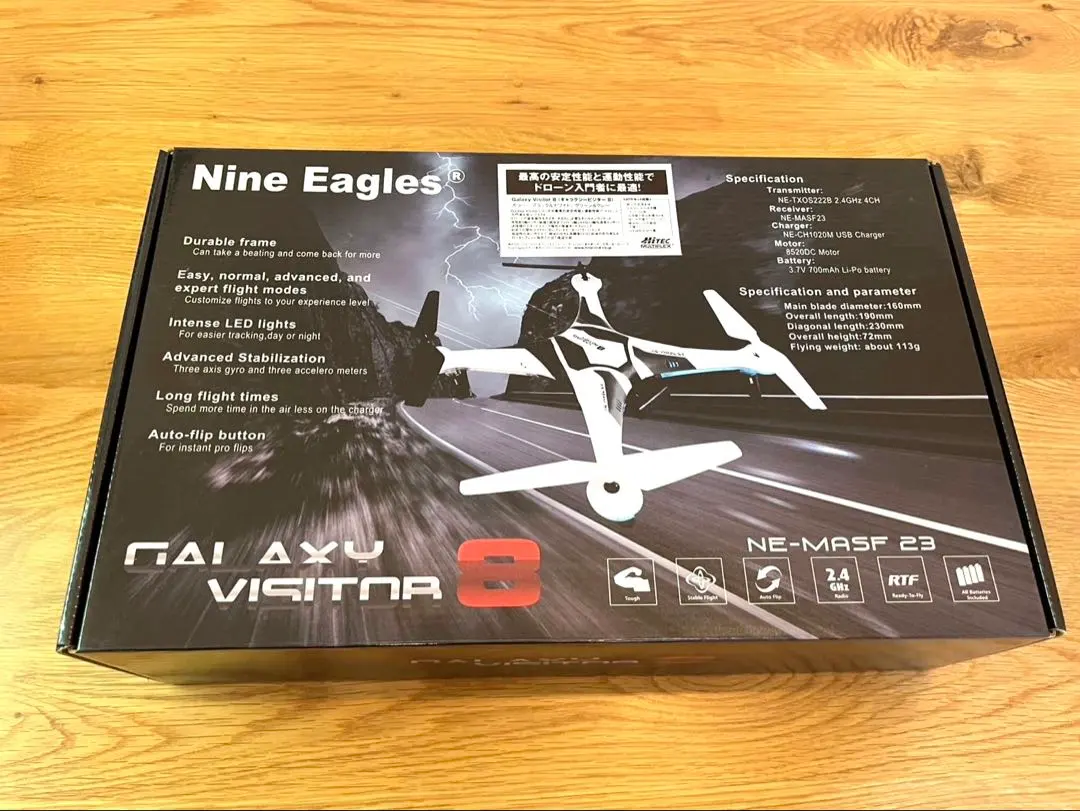 Nine Eagles®
Durable frame
Can take a beating and come back for more
Easy, normal, advanced, and
expert flight modes
Customize flights to your experience level
Intense LED lights
For easier tracking,day or night
Advanced Stabilization
Three axis gyro and three accelero meters
Long flight times
Spend more time in the air less on the charger
Auto-flip button
For instant pro flips
最高の安定性能と運動性能で
ドローン入門者に最適!
Galaxy Visitor 8
HiTEC
MULTIPLEX
Specification
Transmitter:
NE-TXOS222B 2.4GHz 4CH
Receiver:
NE-MASF23
Charger:
NE-CH1020M USB Charger
Motor:
8520DC Motor
Battery:
3.7V 700mAh Li-Po battery
Specification and parameter
Main blade diameter:160mm
Overall length:190mm
Diagonal length:230mm
Overall height:72mm
Flying weight: about 113g
GALAXY
VISITOR 8
NE-MASF 23
Tough
Stable Flight
Auto Flip
2.4
GHz
Radio
RTF
Ready-To-Fly
All Batteries
Included
GALAXY
VISITOR 8